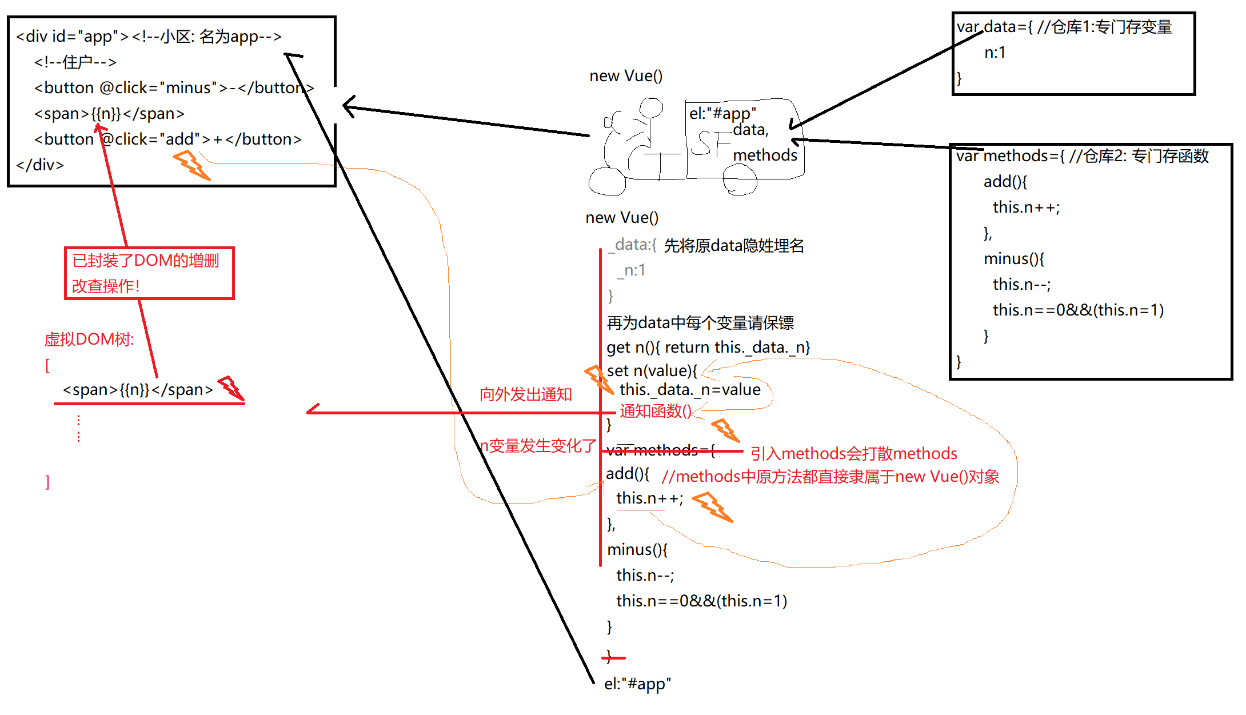 <div id="app"><!--小区: 名为app-->
<!--住户-->
<button @click="minus">-</button>
<span>{{n}}</span>
<button @click="add">+</button>
</div>
已封装了DOM的增删
改查操作!
虚拟DOM树:
[
<span>{{n}}</span>
⋮
⋮
]
new Vue()
el:"#app"
SF
data,
methods
var data={ //仓库1:专门存变量
n:1
}
var methods={ //仓库2: 专门存函数
add(){
this.n++;
},
minus(){
this.n--;
this.n==0&&(this.n=1)
}
}
new Vue()
_data:{ 先将原data隐姓埋名
_n:1
}
再为data中每个变量请保镖
get n(){ return this._data._n}
set n(value){
this._data._n=value
通知函数()
}
向外发出通知
n变量发生变化了
var methods={
引入methods会打散methods
add(){ //methods中原方法都直接隶属于new Vue()对象
this.n++;
},
minus(){
this.n--;
this.n==0&&(this.n=1)
}
}
el:"#app"